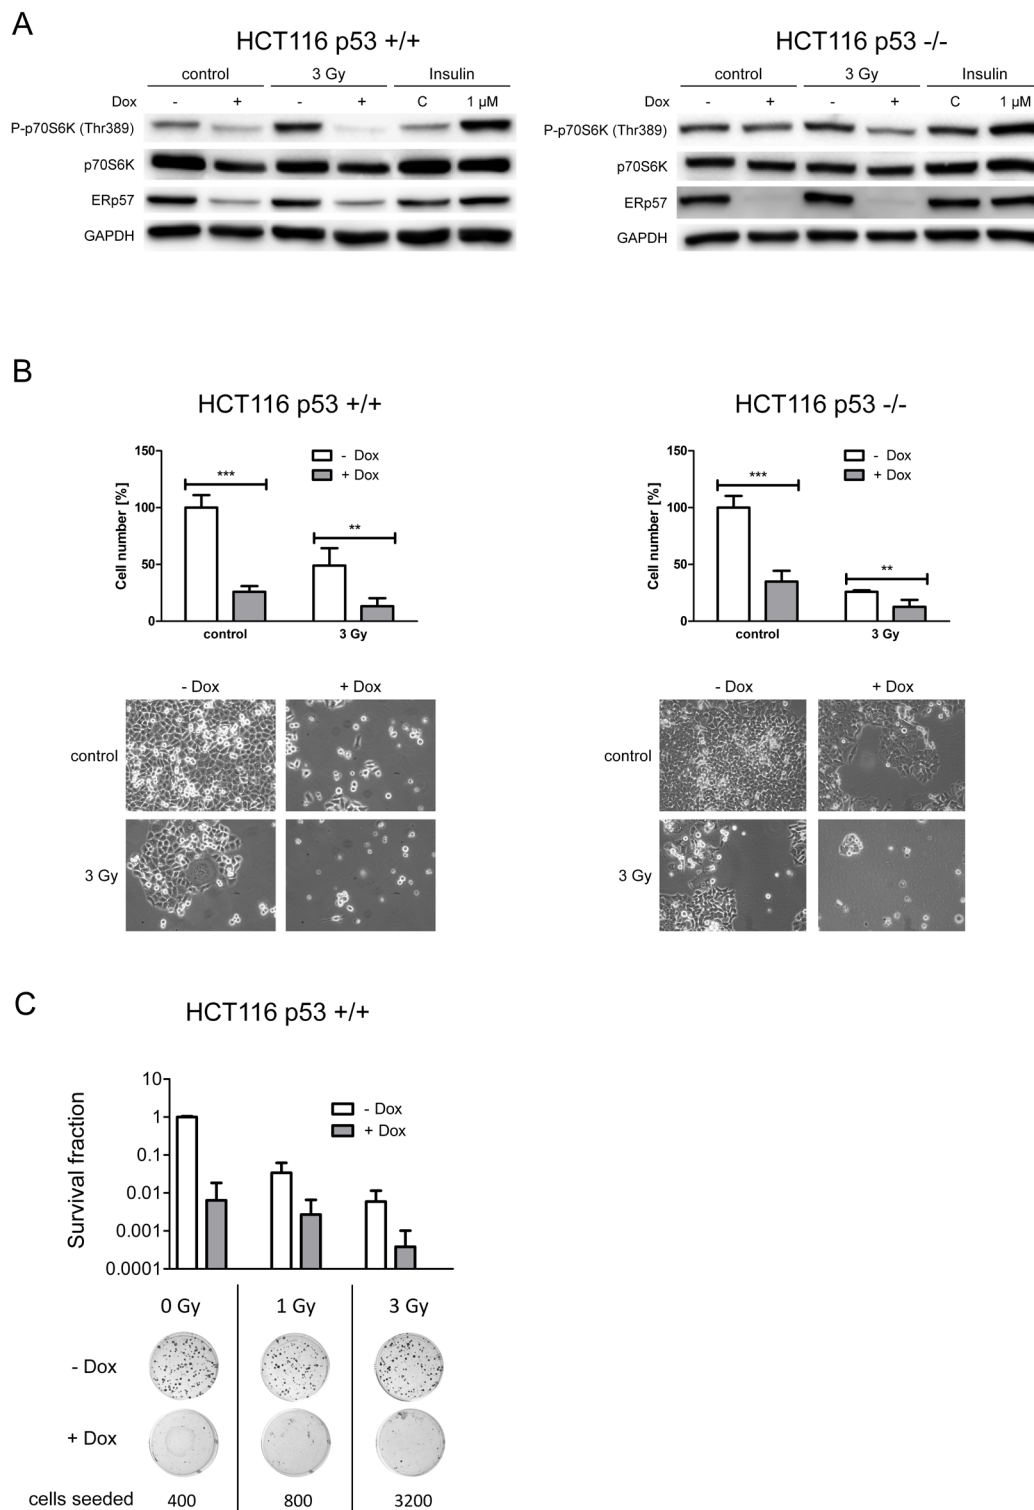 A
HCT116 p53 +/+
control 3 Gy Insulin
Dox - + - + C 1 µM
P-p70S6K (Thr389)
p70S6K
ERp57
GAPDH
HCT116 p53 -/-
control 3 Gy Insulin
Dox - + - + C 1 µM
P-p70S6K (Thr389)
p70S6K
ERp57
GAPDH
B
HCT116 p53 +/+
Cell number [%]
150
100
50
0
***
**
- Dox
+ Dox
control 3 Gy
- Dox + Dox
control
3 Gy
HCT116 p53 -/-
Cell number [%]
150
100
50
0
***
**
- Dox
+ Dox
control 3 Gy
- Dox + Dox
control
3 Gy
C
HCT116 p53 +/+
Survival fraction
10
1
0.1
0.01
0.001
0.0001
- Dox
+ Dox
0 Gy 1 Gy 3 Gy
- Dox
+ Dox
cells seeded 400 800 3200